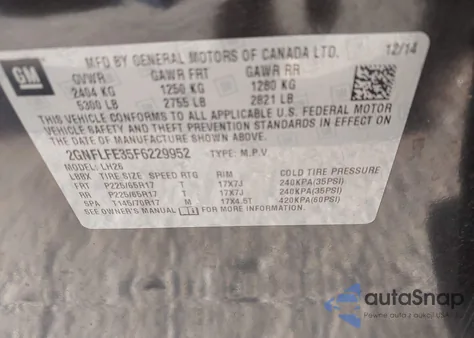 GM
MFD BY GENERAL MOTORS OF CANADA LTD. 12/14
GVWR GAWR FRT GAWR RR
2404 KG 1250 KG 1280 KG
5300 LB 2755 LB 2821 LB
THIS VEHICLE CONFORMS TO ALL APPLICABLE U.S. FEDERAL MOTOR
VEHICLE SAFETY, BUMPER, AND THEFT PREVENTION STANDARDS IN EFFECT ON
THE DATE OF MANUFACTURE SHOWN ABOVE.
2GNFLFE35F6229952 TYPE: M.P.V
MODEL: LH26
TIRE SIZE SPEED RTG RIM COLD TIRE PRESSURE
FRT P225/65R17 T 17X7J 240KPA(35PSI)
RR P225/65R17 T 17X7J 240KPA(35PSI)
SPA T145/70R17 M 17X4.5T 420KPA(60PSI)
SEE OWNER'S MANUAL FOR MORE INFORMATION.
autoSnap
Pewne auto z USA